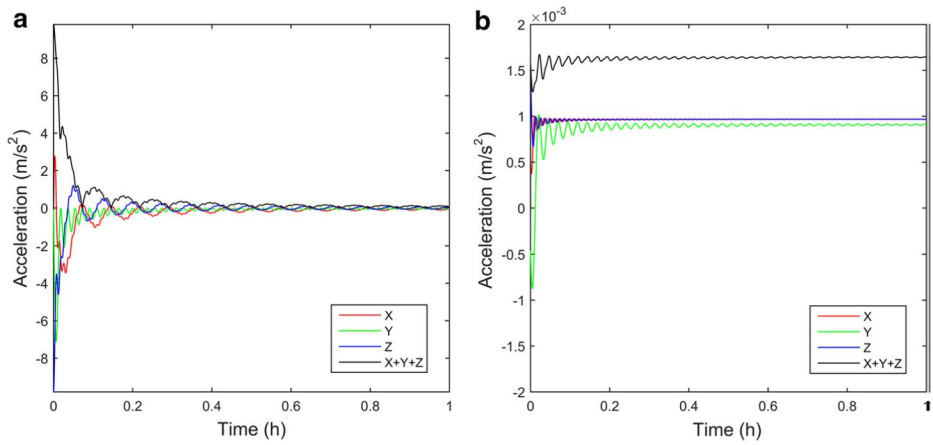 a
Acceleration (m/s²)
8
6
4
2
0
-2
-4
-6
-8
0 0.2 0.4 0.6 0.8 1
Time (h)
X
Y
Z
X+Y+Z
b
×10⁻³
Acceleration (m/s²)
2
1.5
1
0.5
0
-0.5
-1
-1.5
-2
0 0.2 0.4 0.6 0.8 1
Time (h)
X
Y
Z
X+Y+Z